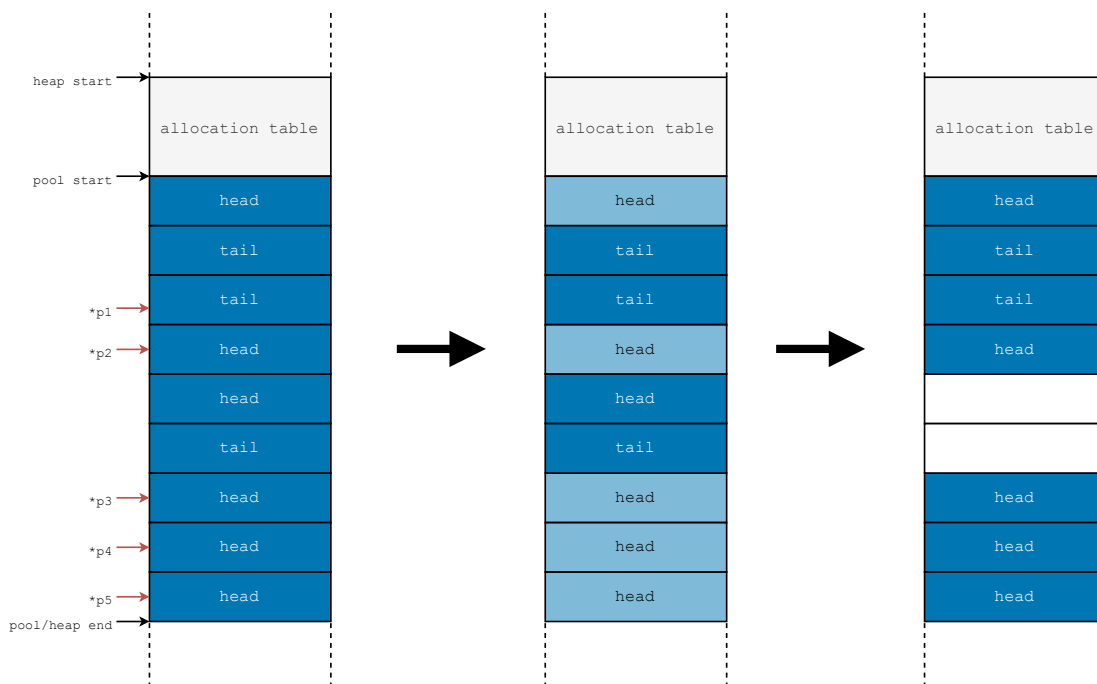 heap start
allocation table
pool start
head
tail
tail
*p1
head
*p2
head
tail
head
*p3
head
*p4
head
*p5
pool/heap end
allocation table
head
tail
tail
head
head
tail
head
head
head
allocation table
head
tail
tail
head
head
head
head